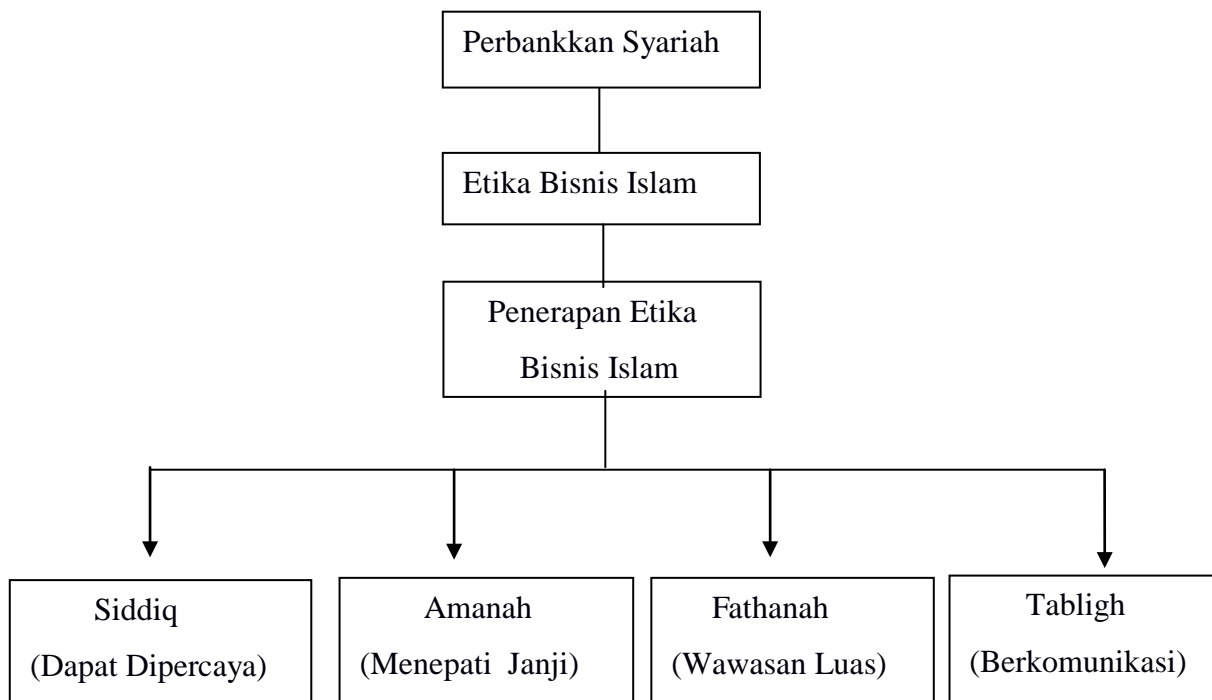 Perbankkan Syariah
Etika Bisnis Islam
Penerapan Etika
Bisnis Islam
Siddiq
(Dapat Dipercaya)
Amanah
(Menepati Janji)
Fathanah
(Wawasan Luas)
Tabligh
(Berkomunikasi)